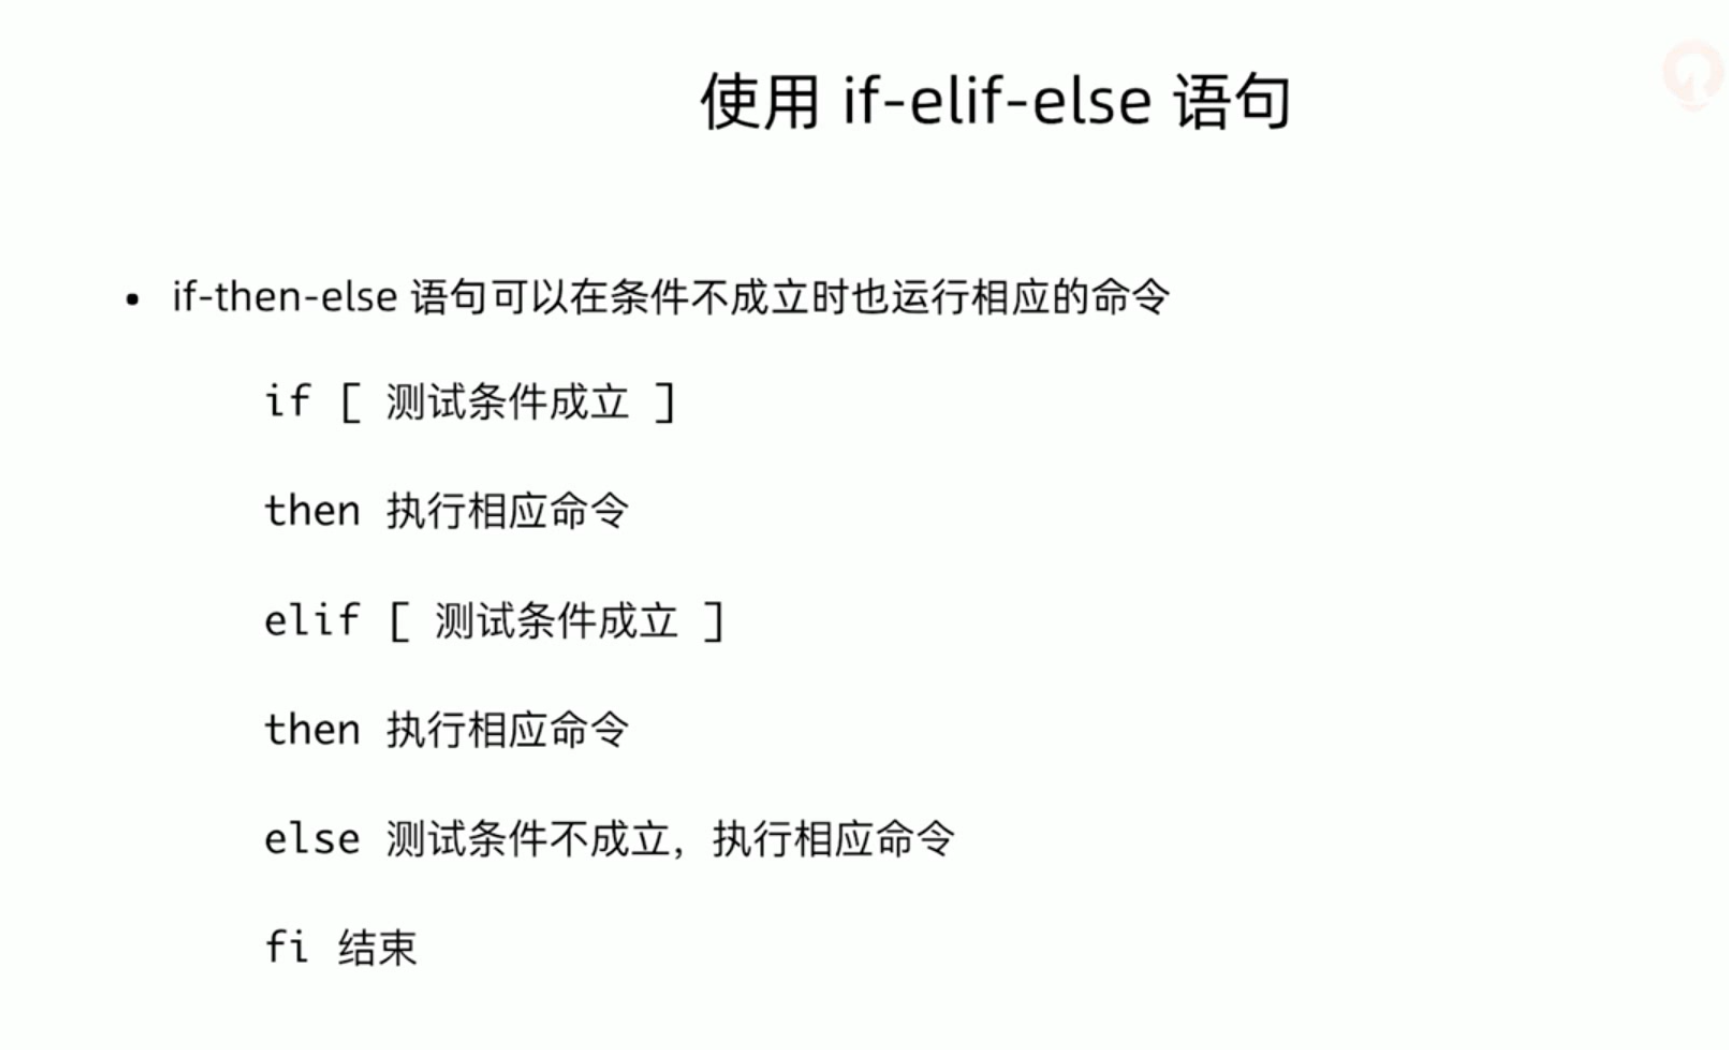 使用 if-elif-else 语句
• if-then-else 语句可以在条件不成立时也运行相应的命令
if [ 测试条件成立 ]
then 执行相应命令
elif [ 测试条件成立 ]
then 执行相应命令
else 测试条件不成立，执行相应命令
fi 结束